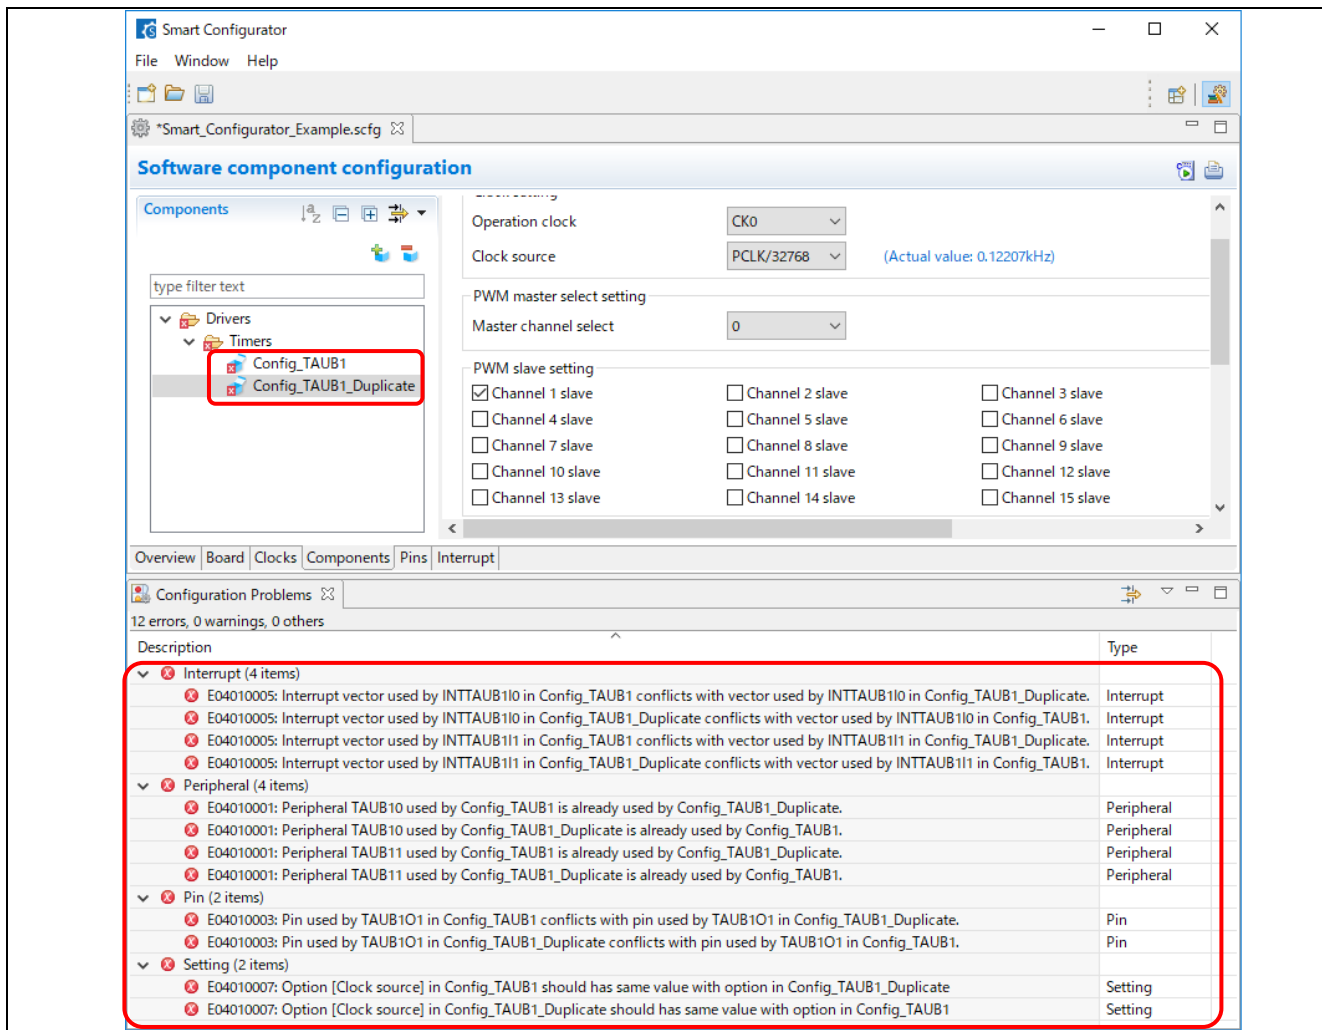 Smart Configurator
File Window Help
*Smart_Configurator_Example.scfg
Software component configuration
Components
type filter text
Drivers
Timers
Config_TAUB1
Config_TAUB1_Duplicate
Operation clock CK0
Clock source PCLK/32768 (Actual value: 0.12207kHz)
PWM master select setting
Master channel select 0
PWM slave setting
Channel 1 slave Channel 2 slave Channel 3 slave
Channel 4 slave Channel 5 slave Channel 6 slave
Channel 7 slave Channel 8 slave Channel 9 slave
Channel 10 slave Channel 11 slave Channel 12 slave
Channel 13 slave Channel 14 slave Channel 15 slave
Overview Board Clocks Components Pins Interrupt
Configuration Problems
12 errors, 0 warnings, 0 others
Description Type
Interrupt (4 items)
E04010005: Interrupt vector used by INTTAUB1I0 in Config_TAUB1 conflicts with vector used by INTTAUB1I0 in Config_TAUB1_Duplicate. Interrupt
E04010005: Interrupt vector used by INTTAUB1I0 in Config_TAUB1_Duplicate conflicts with vector used by INTTAUB1I0 in Config_TAUB1. Interrupt
E04010005: Interrupt vector used by INTTAUB1I1 in Config_TAUB1 conflicts with vector used by INTTAUB1I1 in Config_TAUB1_Duplicate. Interrupt
E04010005: Interrupt vector used by INTTAUB1I1 in Config_TAUB1_Duplicate conflicts with vector used by INTTAUB1I1 in Config_TAUB1. Interrupt
Peripheral (4 items)
E04010001: Peripheral TAUB10 used by Config_TAUB1 is already used by Config_TAUB1_Duplicate. Peripheral
E04010001: Peripheral TAUB10 used by Config_TAUB1_Duplicate is already used by Config_TAUB1. Peripheral
E04010001: Peripheral TAUB11 used by Config_TAUB1 is already used by Config_TAUB1_Duplicate. Peripheral
E04010001: Peripheral TAUB11 used by Config_TAUB1_Duplicate is already used by Config_TAUB1. Peripheral
Pin (2 items)
E04010003: Pin used by TAUB1O1 in Config_TAUB1 conflicts with pin used by TAUB1O1 in Config_TAUB1_Duplicate. Pin
E04010003: Pin used by TAUB1O1 in Config_TAUB1_Duplicate conflicts with pin used by TAUB1O1 in Config_TAUB1. Pin
Setting (2 items)
E04010007: Option [Clock source] in Config_TAUB1 should has same value with option in Config_TAUB1_Duplicate Setting
E04010007: Option [Clock source] in Config_TAUB1_Duplicate should has same value with option in Config_TAUB1 Setting